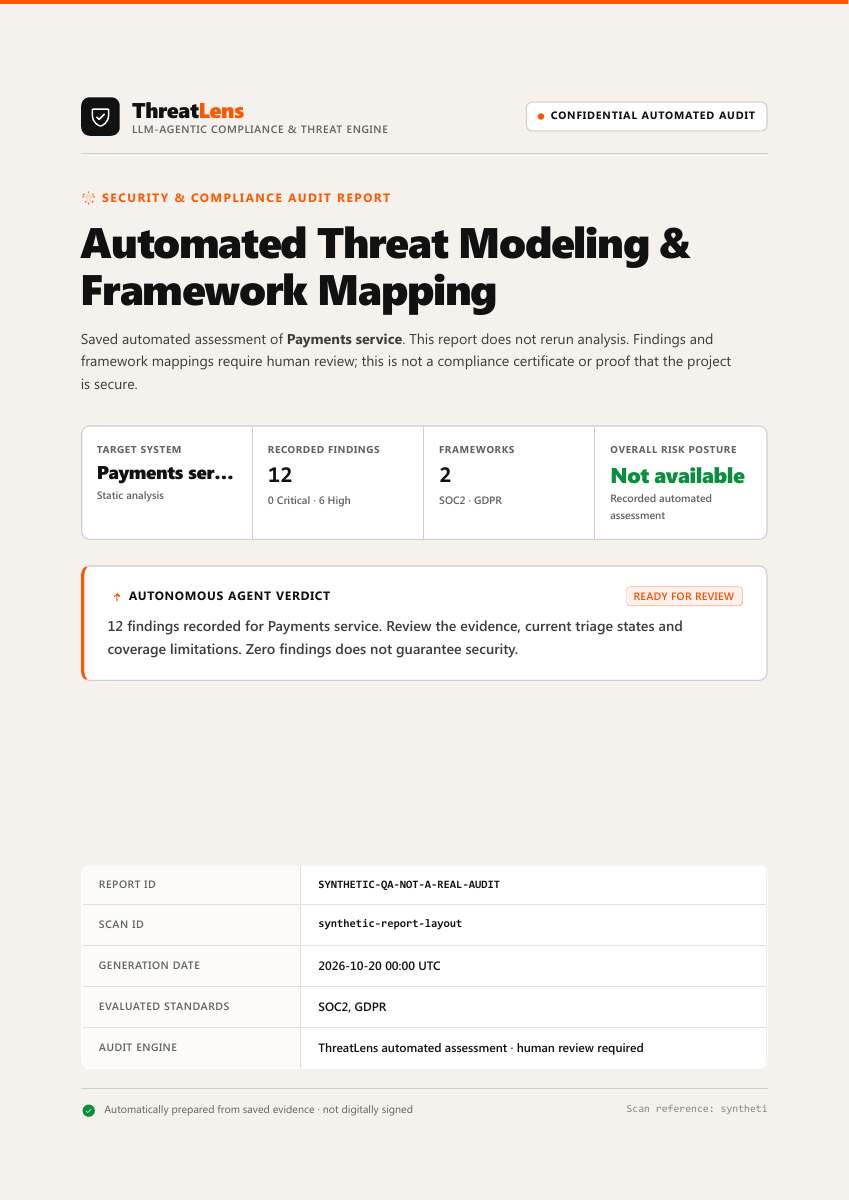 ThreatLens
LLM-AGENTIC COMPLIANCE & THREAT ENGINE
CONFIDENTIAL AUTOMATED AUDIT
SECURITY & COMPLIANCE AUDIT REPORT
Automated Threat Modeling &
Framework Mapping
Saved automated assessment of Payments service. This report does not rerun analysis. Findings and
framework mappings require human review; this is not a compliance certificate or proof that the project
is secure.
TARGET SYSTEM
Payments ser...
Static analysis
RECORDED FINDINGS
12
0 Critical · 6 High
FRAMEWORKS
2
SOC2 · GDPR
OVERALL RISK POSTURE
Not available
Recorded automated
assessment
AUTONOMOUS AGENT VERDICT
READY FOR REVIEW
12 findings recorded for Payments service. Review the evidence, current triage states and
coverage limitations. Zero findings does not guarantee security.
REPORT ID
SYNTHETIC-QA-NOT-A-REAL-AUDIT
SCAN ID
synthetic-report-layout
GENERATION DATE
2026-10-20 00:00 UTC
EVALUATED STANDARDS
SOC2, GDPR
AUDIT ENGINE
ThreatLens automated assessment · human review required
Automatically prepared from saved evidence · not digitally signed
Scan reference: syntheti